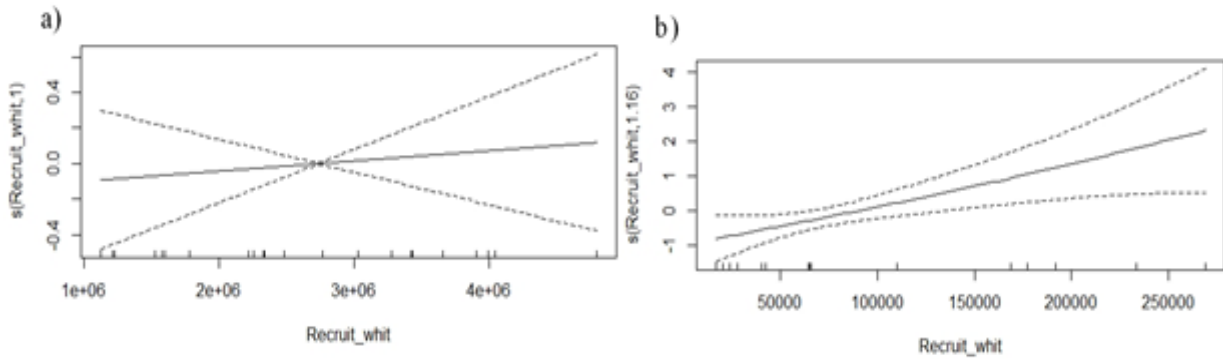 a)
s(Recruit_whit,1)
0.4
0.0
-0.4
1e+06
2e+06
3e+06
4e+06
Recruit_whit
b)
s(Recruit_whit,1.16)
4
3
2
1
0
-1
50000
100000
150000
200000
250000
Recruit_whit